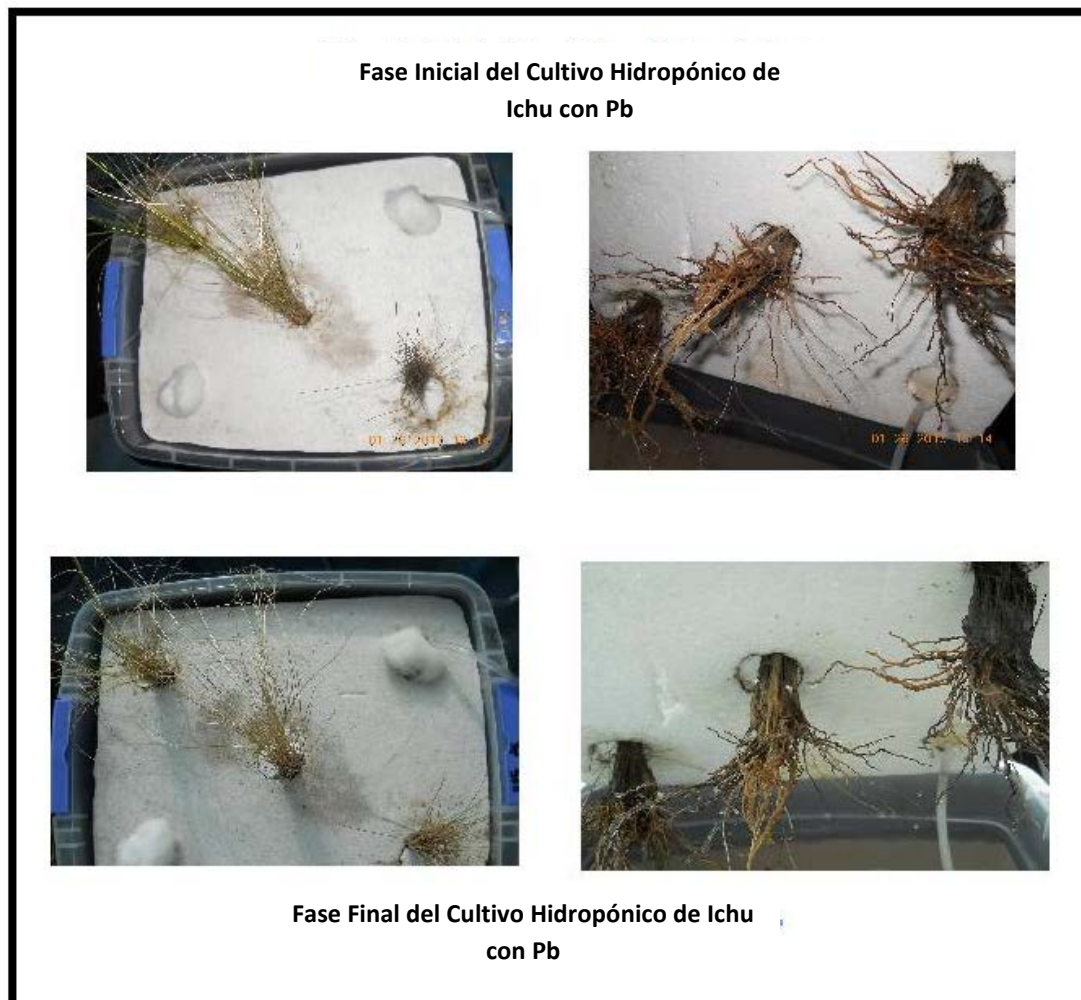 Fase Inicial del Cultivo Hidropónico de
Ichu con Pb
Fase Final del Cultivo Hidropónico de Ichu
con Pb